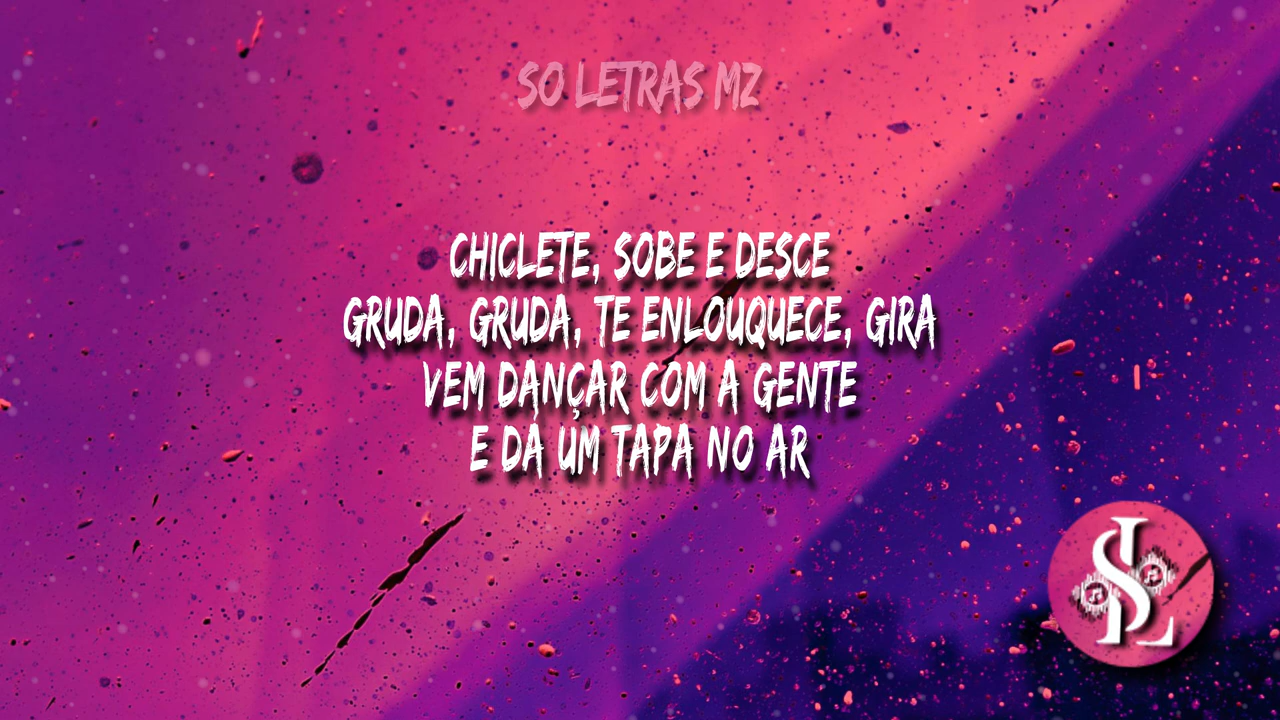 SO LETRAS MZ
CHICLETE, SOBE E DESCE
GRUDA, GRUDA, TE ENLOUQUECE, GIRA
VEM DANÇAR COM A GENTE
E DÁ UM TAPA NO AR
SL